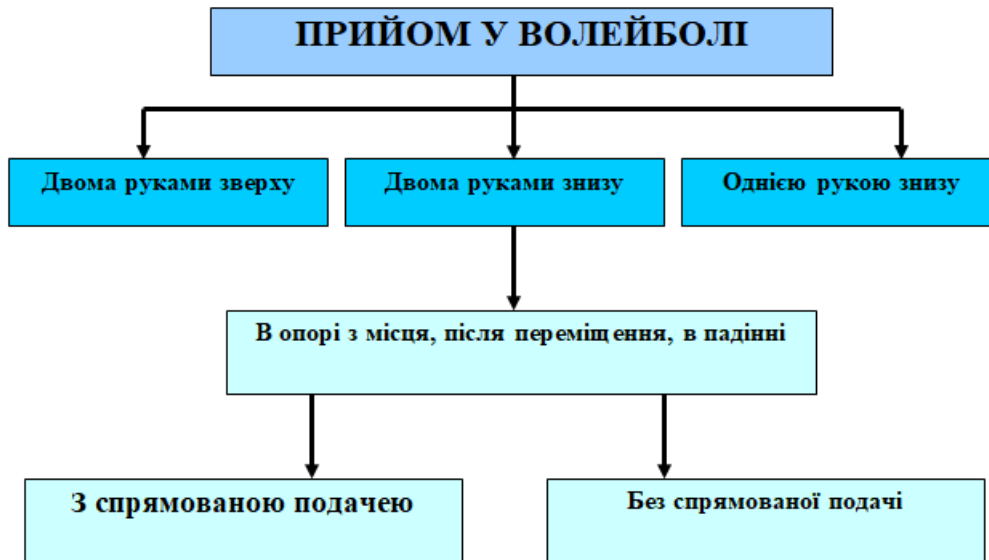 ПРИЙОМ У ВОЛЕЙБОЛІ
Двома руками зверху
Двома руками знизу
Однією рукою знизу
В опорі з місця, після переміщення, в падінні
З спрямованою подачею
Без спрямованої подачі